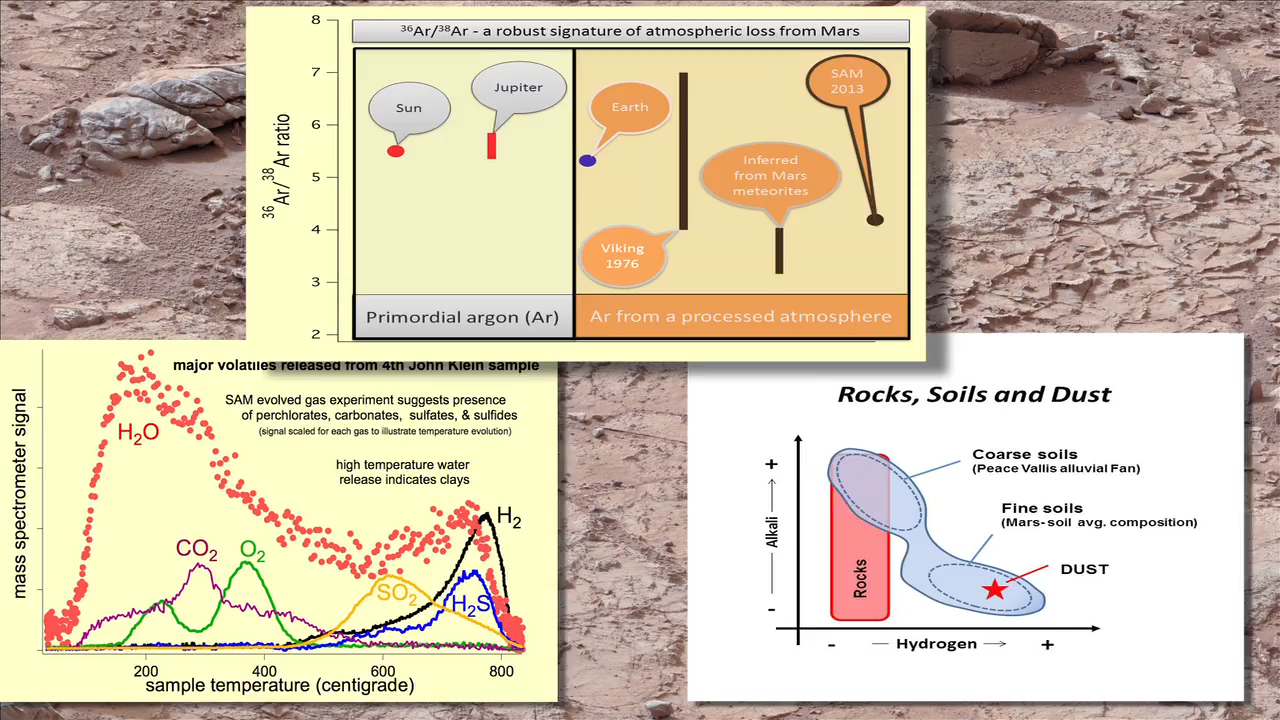 ³⁶Ar/³⁸Ar - a robust signature of atmospheric loss from Mars
³⁶Ar/³⁸Ar ratio
8
7
6
5
4
3
2
Sun
Jupiter
Earth
Viking
1976
Inferred
from Mars
meteorites
SAM
2013
Primordial argon (Ar)
Ar from a processed atmosphere
major volatiles released from 4th John Klein sample
SAM evolved gas experiment suggests presence
of perchlorates, carbonates, sulfates, & sulfides
(signal scaled for each gas to illustrate temperature evolution)
high temperature water
release indicates clays
mass spectrometer signal
H₂O
CO₂
O₂
SO₂
H₂S
H₂
200
400
600
800
sample temperature (centigrade)
Rocks, Soils and Dust
Coarse soils
(Peace Vallis alluvial Fan)
Fine soils
(Mars-soil avg. composition)
DUST
Rocks
+
Alkali
-
- Hydrogen +